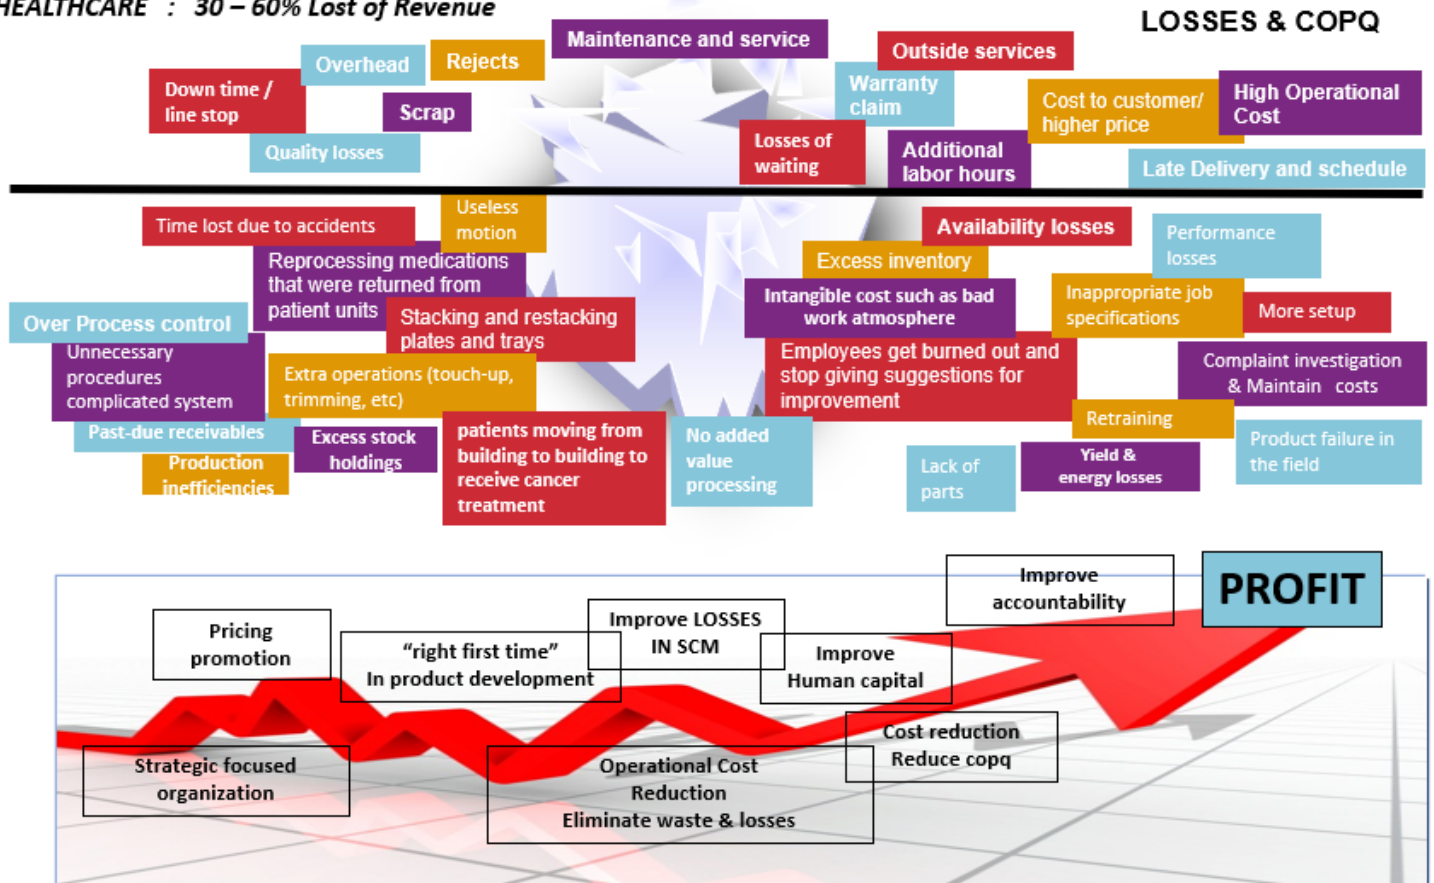 HEALTHCARE : 30 – 60% Lost of Revenue
LOSSES & COPQ
Maintenance and service
Outside services
Overhead
Rejects
Down time /
line stop
Scrap
Quality losses
Warranty
claim
Cost to customer/
higher price
High Operational
Cost
Losses of
waiting
Additional
labor hours
Late Delivery and schedule
Time lost due to accidents
Useless
motion
Availability losses
Performance
losses
Reprocessing medications
that were returned from
patient units
Excess inventory
Intangible cost such as bad
work atmosphere
Inappropriate job
specifications
More setup
Over Process control
Stacking and restacking
plates and trays
Unnecessary
procedures
complicated system
Extra operations (touch-up,
trimming, etc)
Employees get burned out and
stop giving suggestions for
improvement
Complaint investigation
& Maintain costs
Past-due receivables
Excess stock
holdings
Production
inefficiencies
patients moving from
building to building to
receive cancer
treatment
No added
value
processing
Retraining
Lack of
parts
Yield &
energy losses
Product failure in
the field
Improve
accountability
PROFIT
Pricing
promotion
“right first time”
In product development
Improve LOSSES
IN SCM
Improve
Human capital
Cost reduction
Reduce copq
Strategic focused
organization
Operational Cost
Reduction
Eliminate waste & losses